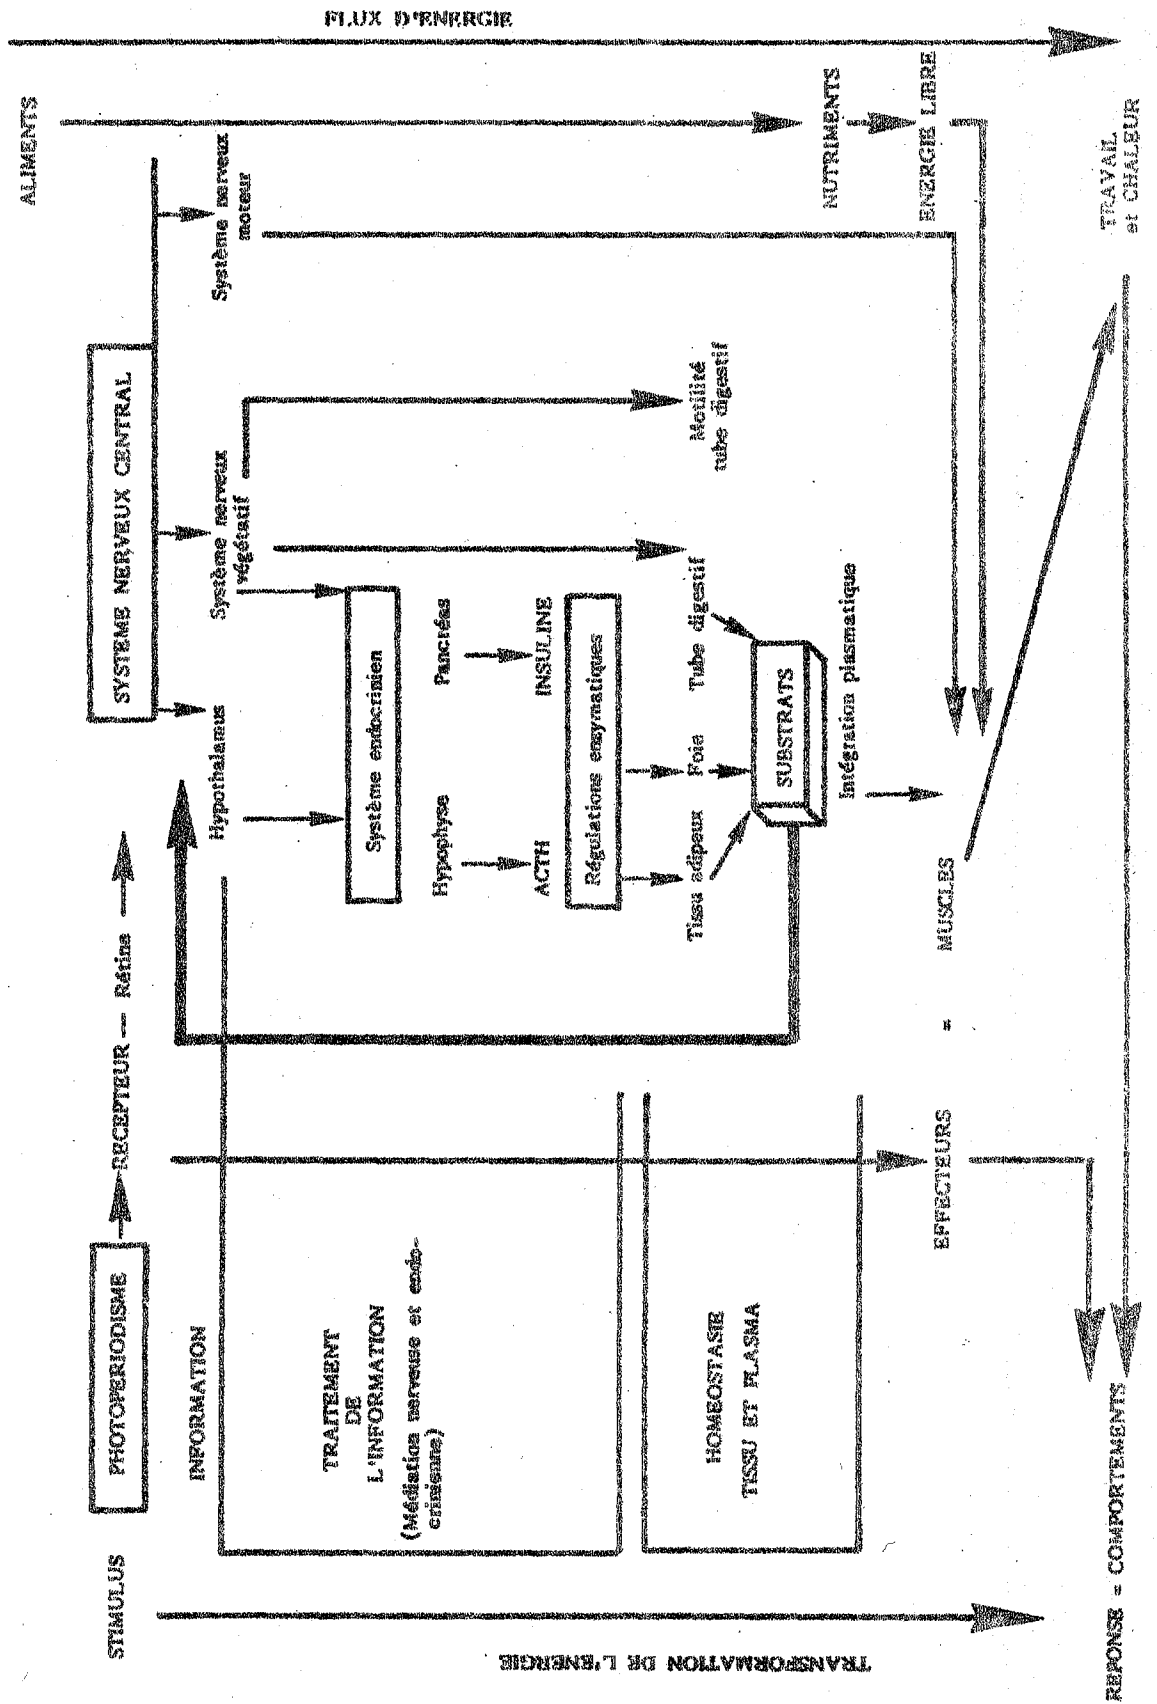 FLUX D'ENERGIE
ALIMENTS
NUTRIMENTS
ENERGIE LIBRE
TRAVAIL
et CHALEUR
SYSTEME NERVEUX CENTRAL
Système nerveux
moteur
Système nerveux
végétatif
Hypothalamus
Motilité
tube digestif
Système endocrinien
Pancréas
Hypophyse
INSULINE
ACTH
Régulations enzymatiques
Tube digestif
Foie
Tissu adipeux
SUBSTRATS
Intégration plasmatique
MUSCLES
=
EFFECTEURS
STIMULUS
PHOTOPERIODISME
RECEPTEUR — Rétine
INFORMATION
TRAITEMENT
DE
L'INFORMATION
(Médiation nerveuse et endo-
crinienne)
HOMEOSTASIE
TISSU ET PLASMA
REPONSE = COMPORTEMENTS
TRANSFORMATION DE L'ENERGIE